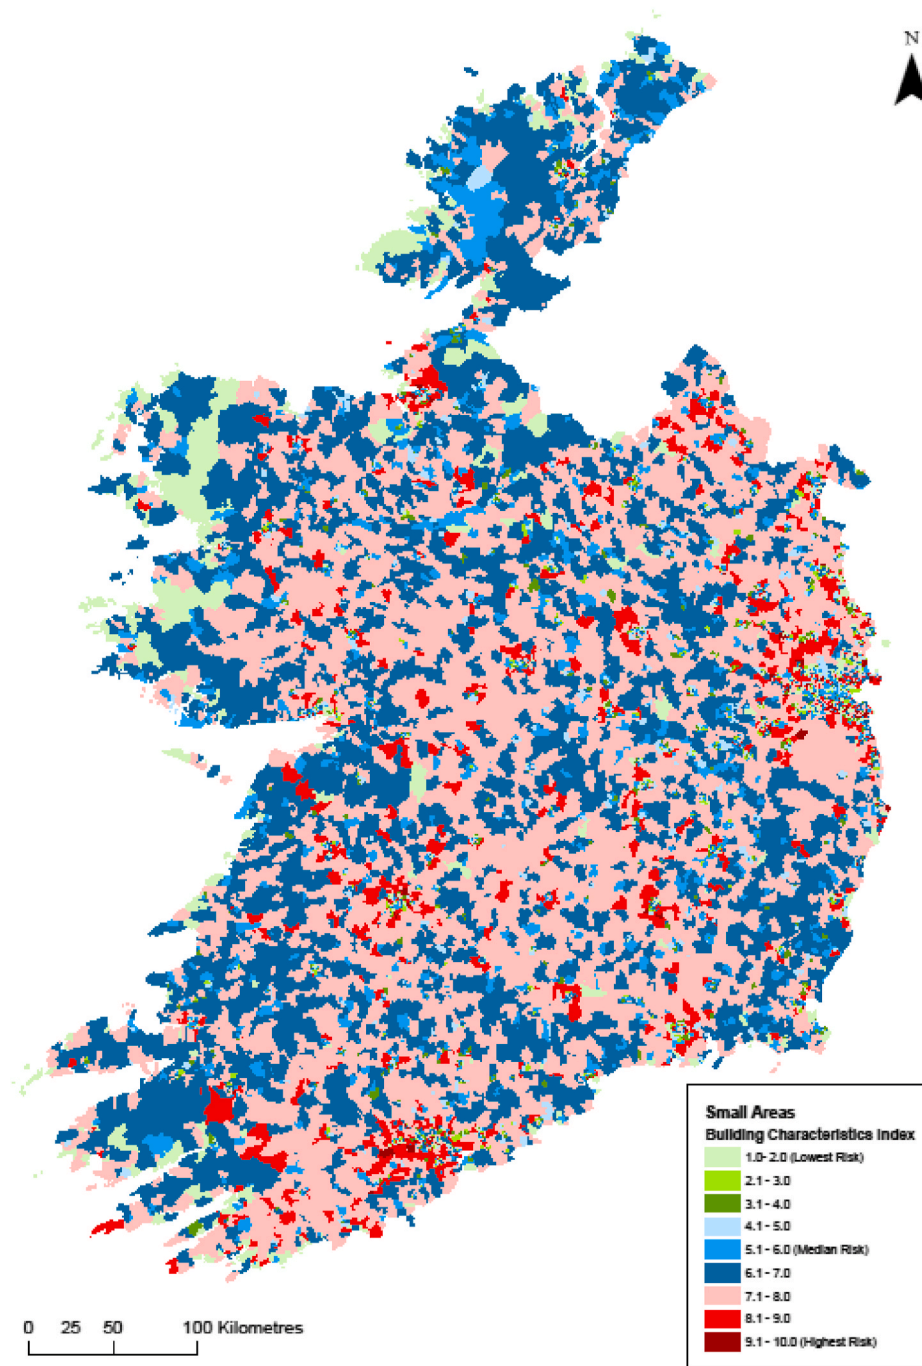 N
Small Areas
Building Characteristics Index
1.0- 2.0 (Lowest Risk)
2.1 - 3.0
3.1 - 4.0
4.1 - 5.0
5.1 - 6.0 (Median Risk)
6.1 - 7.0
7.1 - 8.0
8.1 - 9.0
9.1 - 10.0 (Highest Risk)
0 25 50 100 Kilometres